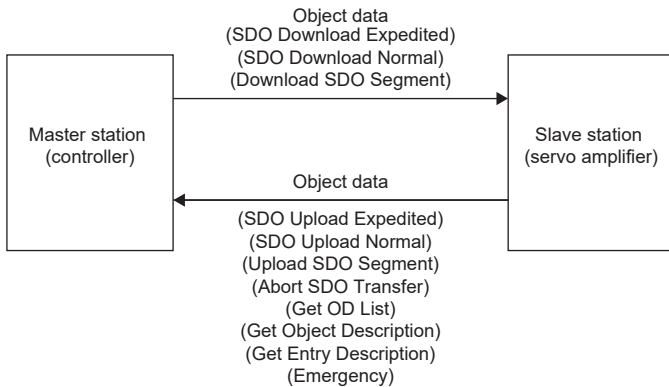 Object data
(SDO Download Expedited)
(SDO Download Normal)
(Download SDO Segment)
Master station
(controller)
Slave station
(servo amplifier)
Object data
(SDO Upload Expedited)
(SDO Upload Normal)
(Upload SDO Segment)
(Abort SDO Transfer)
(Get OD List)
(Get Object Description)
(Get Entry Description)
(Emergency)